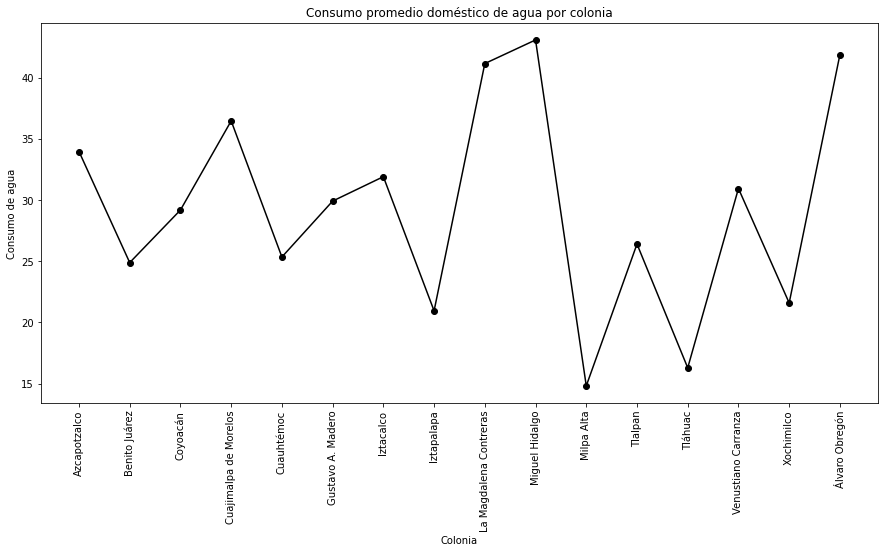 Consumo promedio doméstico de agua por colonia
Consumo de agua
40
35
30
25
20
15
Azcapotzalco
Benito Juárez
Coyoacán
Cuajimalpa de Morelos
Cuauhtémoc
Gustavo A. Madero
Iztacalco
Iztapalapa
La Magdalena Contreras
Miguel Hidalgo
Milpa Alta
Tlalpan
Tláhuac
Venustiano Carranza
Xochimilco
Álvaro Obregón
Colonia